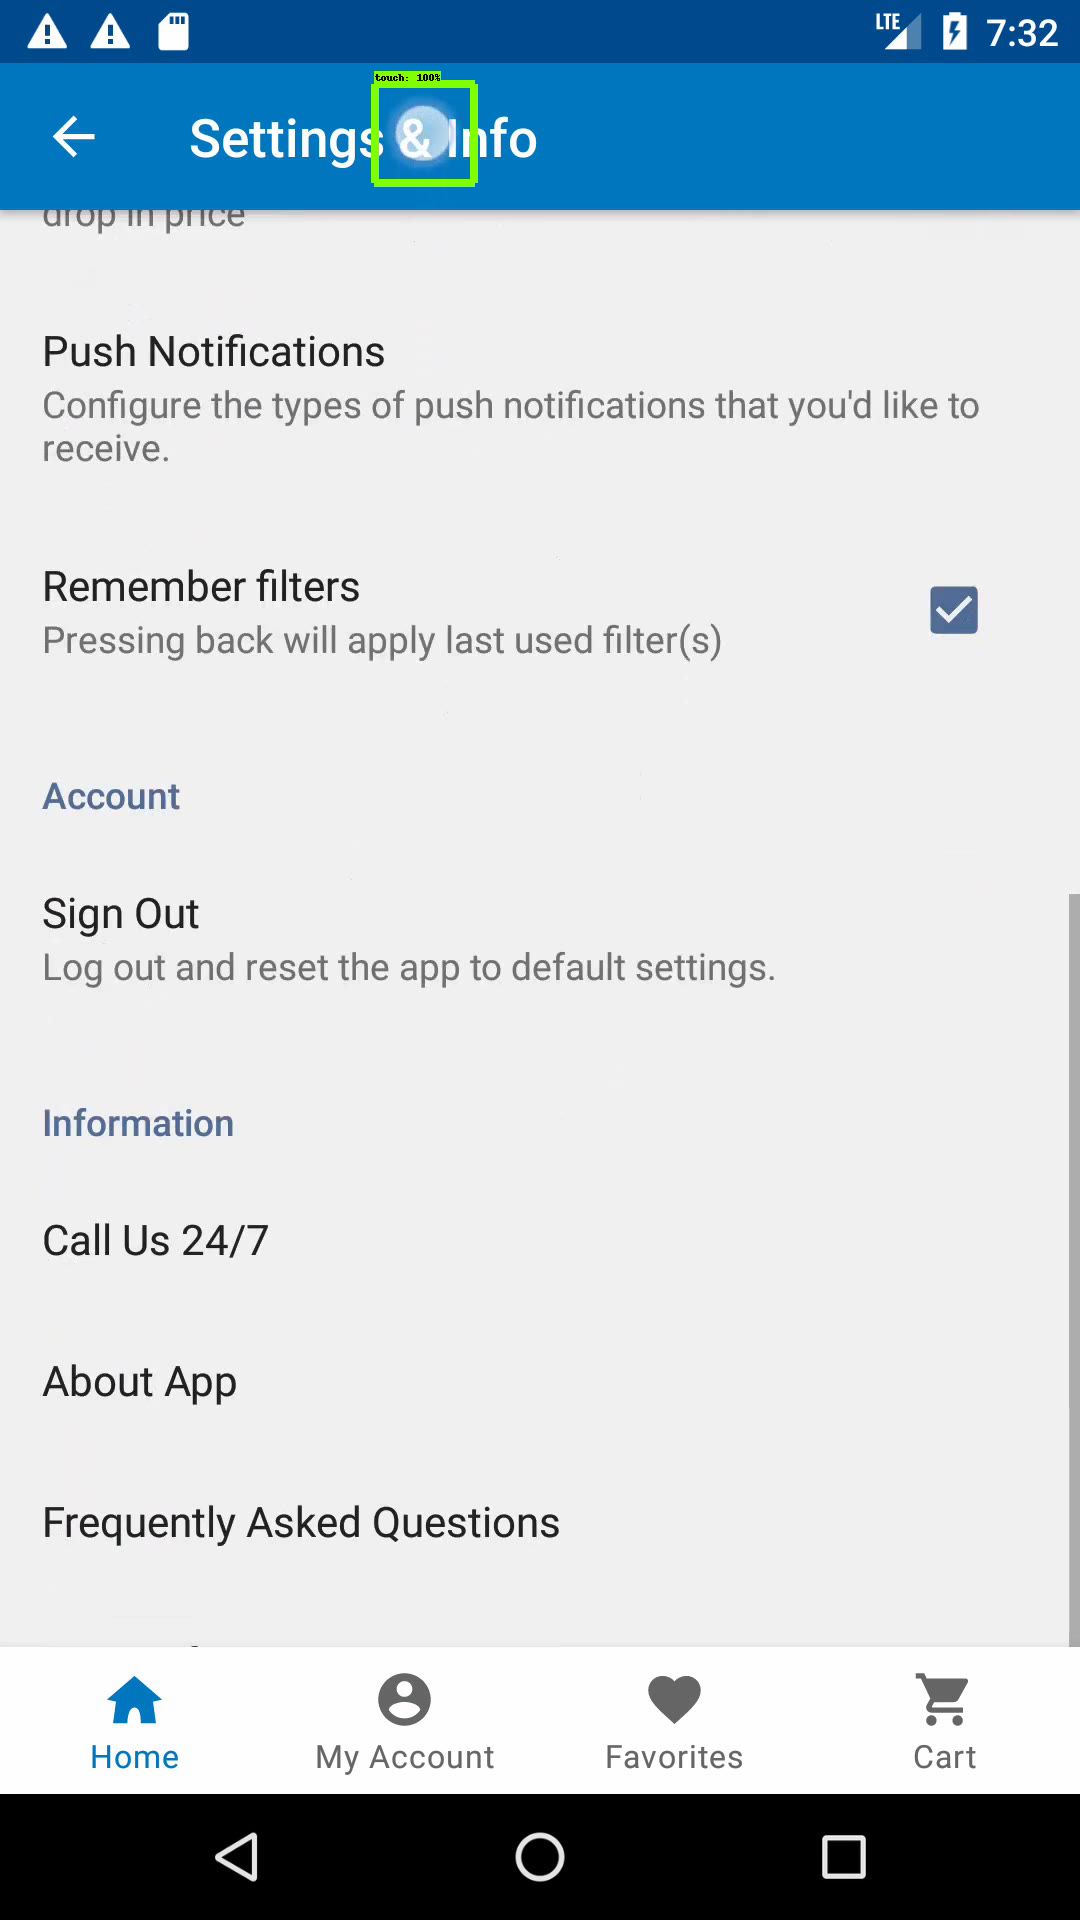 LTE 7:32
touch: 100%
Settings & Info
drop in price
Push Notifications
Configure the types of push notifications that you'd like to
receive.
Remember filters
Pressing back will apply last used filter(s)
Account
Sign Out
Log out and reset the app to default settings.
Information
Call Us 24/7
About App
Frequently Asked Questions
Home
My Account
Favorites
Cart